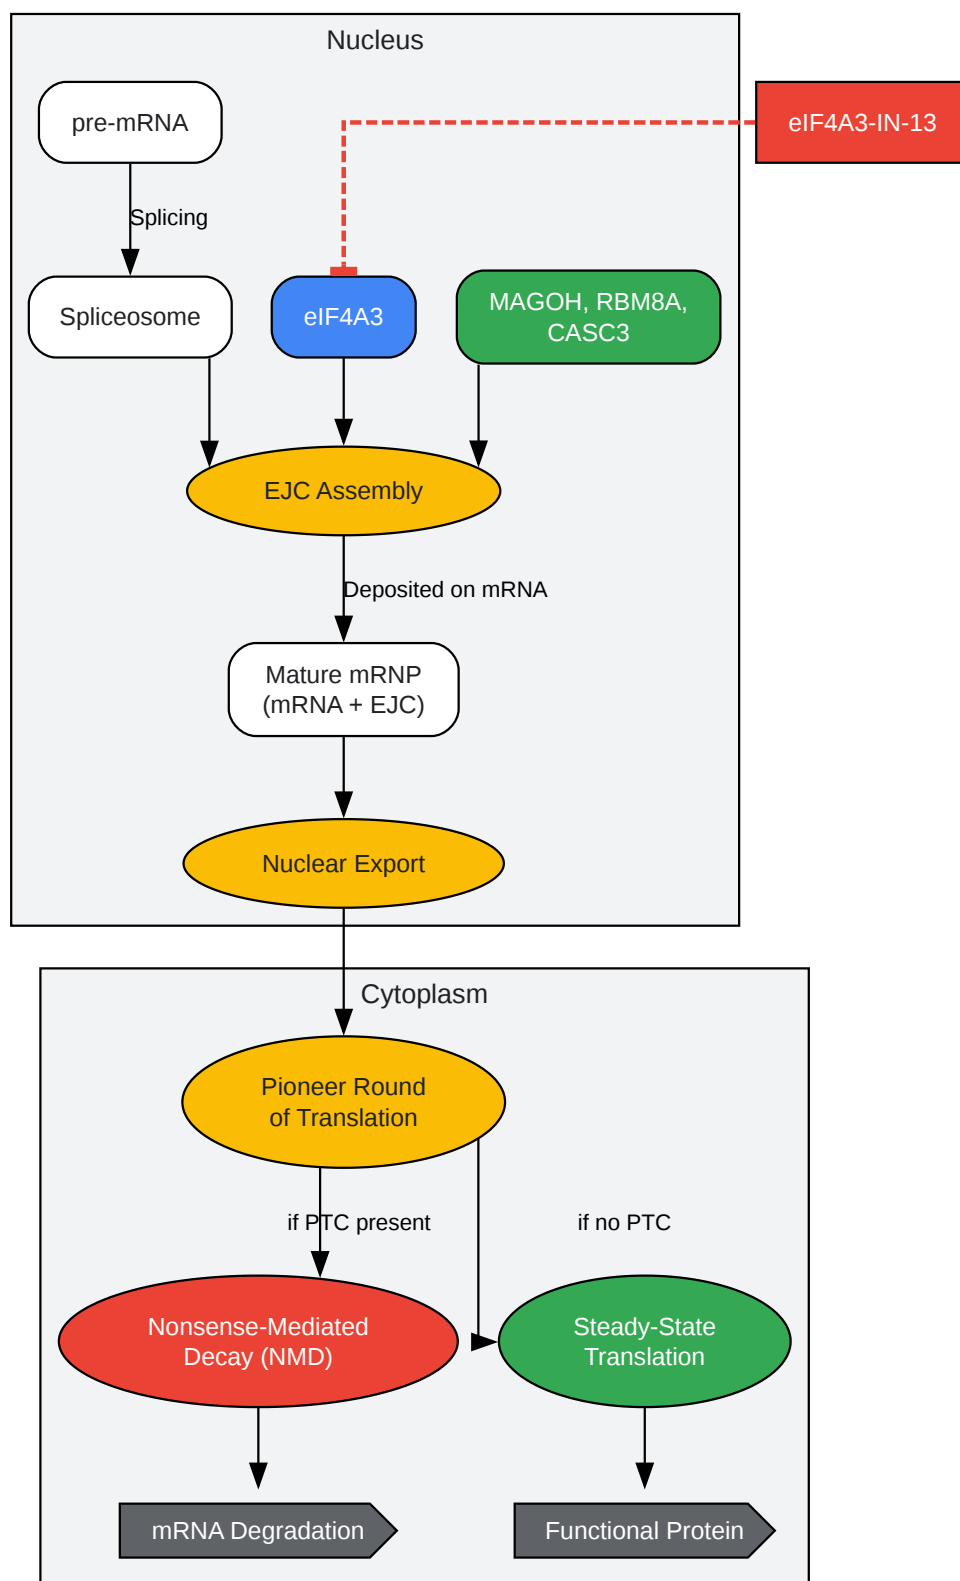 Nucleus
pre-mRNA
eIF4A3-IN-13
Splicing
Spliceosome
eIF4A3
MAGOH, RBM8A,
CASC3
EJC Assembly
Deposited on mRNA
Mature mRNP
(mRNA + EJC)
Nuclear Export
Cytoplasm
Pioneer Round
of Translation
if PTC present
if no PTC
Nonsense-Mediated
Decay (NMD)
Steady-State
Translation
mRNA Degradation
Functional Protein